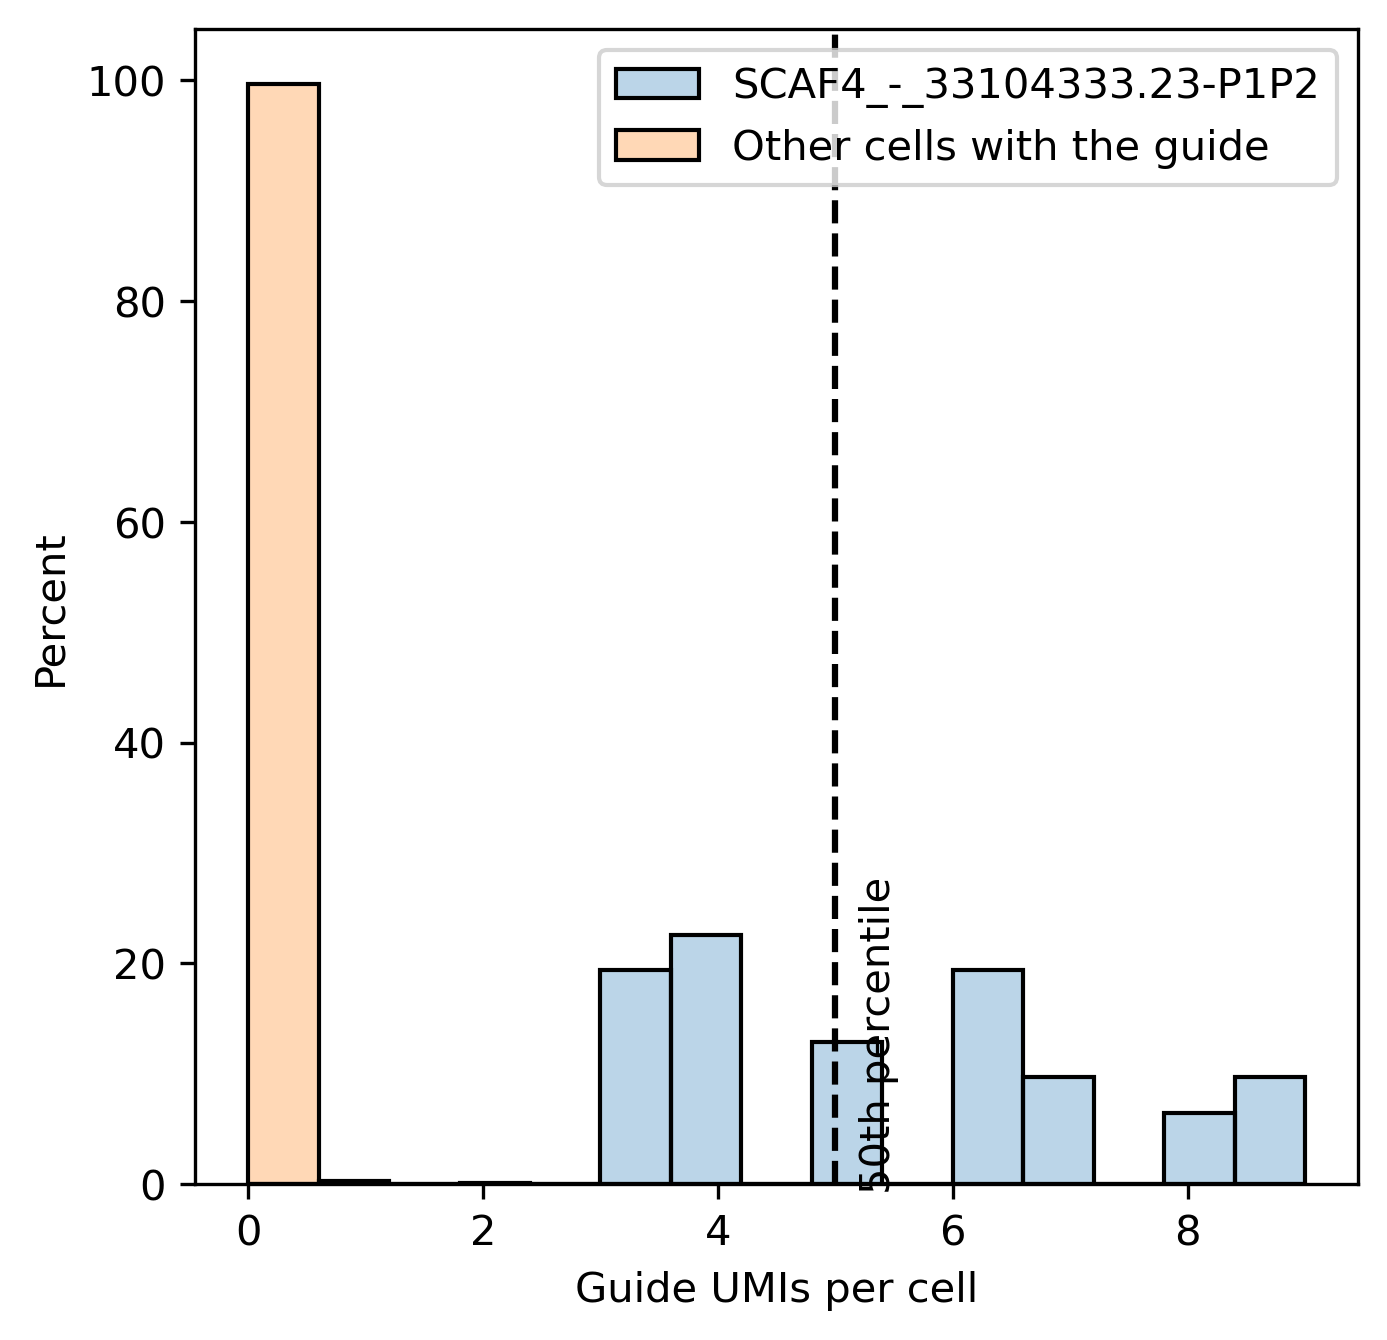 SCAF4_-_33104333.23-P1P2
Other cells with the guide
100
80
60
40
20
0
Percent
50th percentile
0 2 4 6 8
Guide UMIs per cell